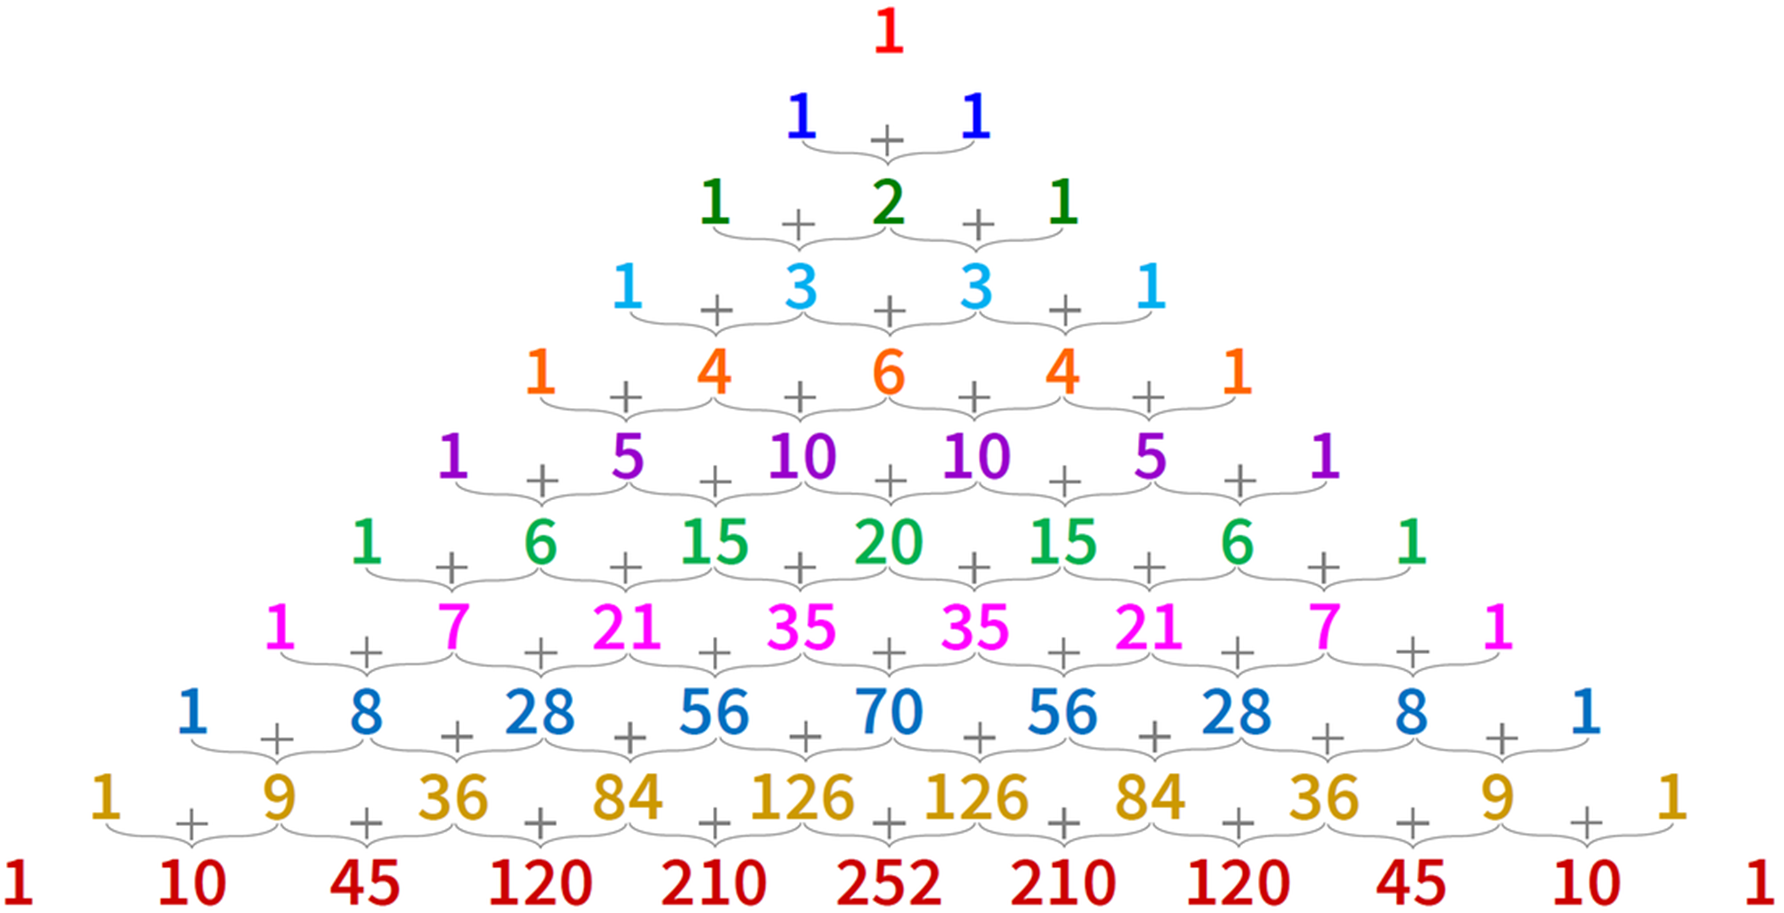 1
1 + 1
1 + 2 + 1
1 + 3 + 3 + 1
1 + 4 + 6 + 4 + 1
1 + 5 + 10 + 10 + 5 + 1
1 + 6 + 15 + 20 + 15 + 6 + 1
1 + 7 + 21 + 35 + 35 + 21 + 7 + 1
1 + 8 + 28 + 56 + 70 + 56 + 28 + 8 + 1
1 + 9 + 36 + 84 + 126 + 126 + 84 + 36 + 9 + 1
1 10 45 120 210 252 210 120 45 10 1